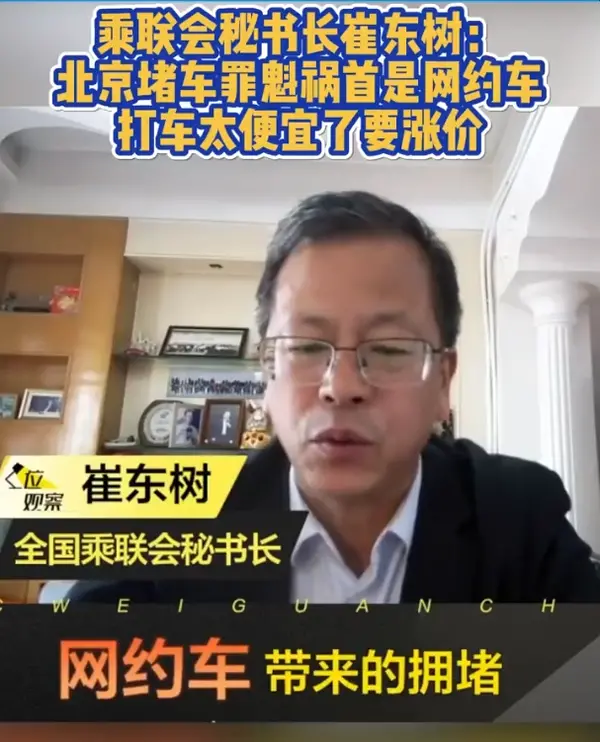 乘联会秘书长崔东树：
北京堵车罪魁祸首是网约车
打车太便宜了要涨价
位
观察
崔东树
全国乘联会秘书长
CWEIGUANCH
网约车 带来的拥堵